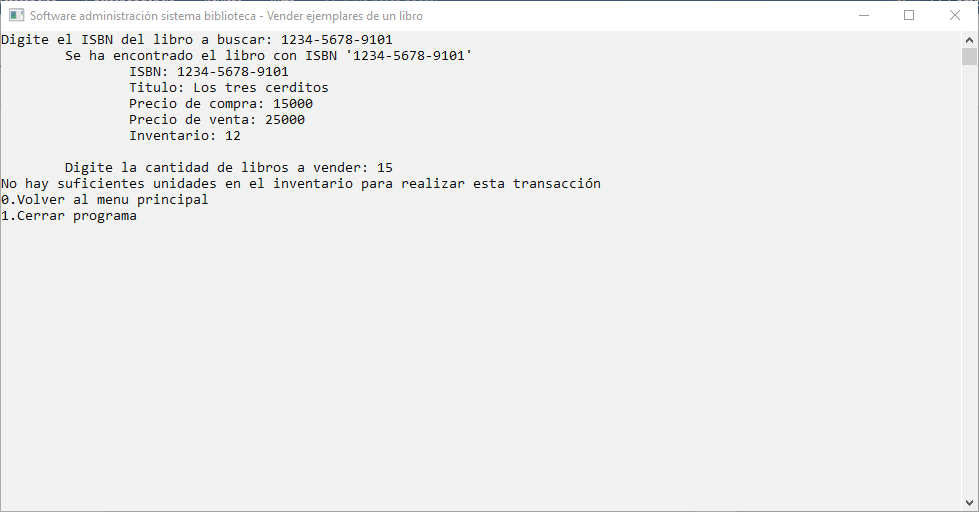 Software administración sistema biblioteca - Vender ejemplares de un libro
Digite el ISBN del libro a buscar: 1234-5678-9101
Se ha encontrado el libro con ISBN '1234-5678-9101'
ISBN: 1234-5678-9101
Titulo: Los tres cerditos
Precio de compra: 15000
Precio de venta: 25000
Inventario: 12
Digite la cantidad de libros a vender: 15
No hay suficientes unidades en el inventario para realizar esta transacción
0.Volver al menu principal
1.Cerrar programa